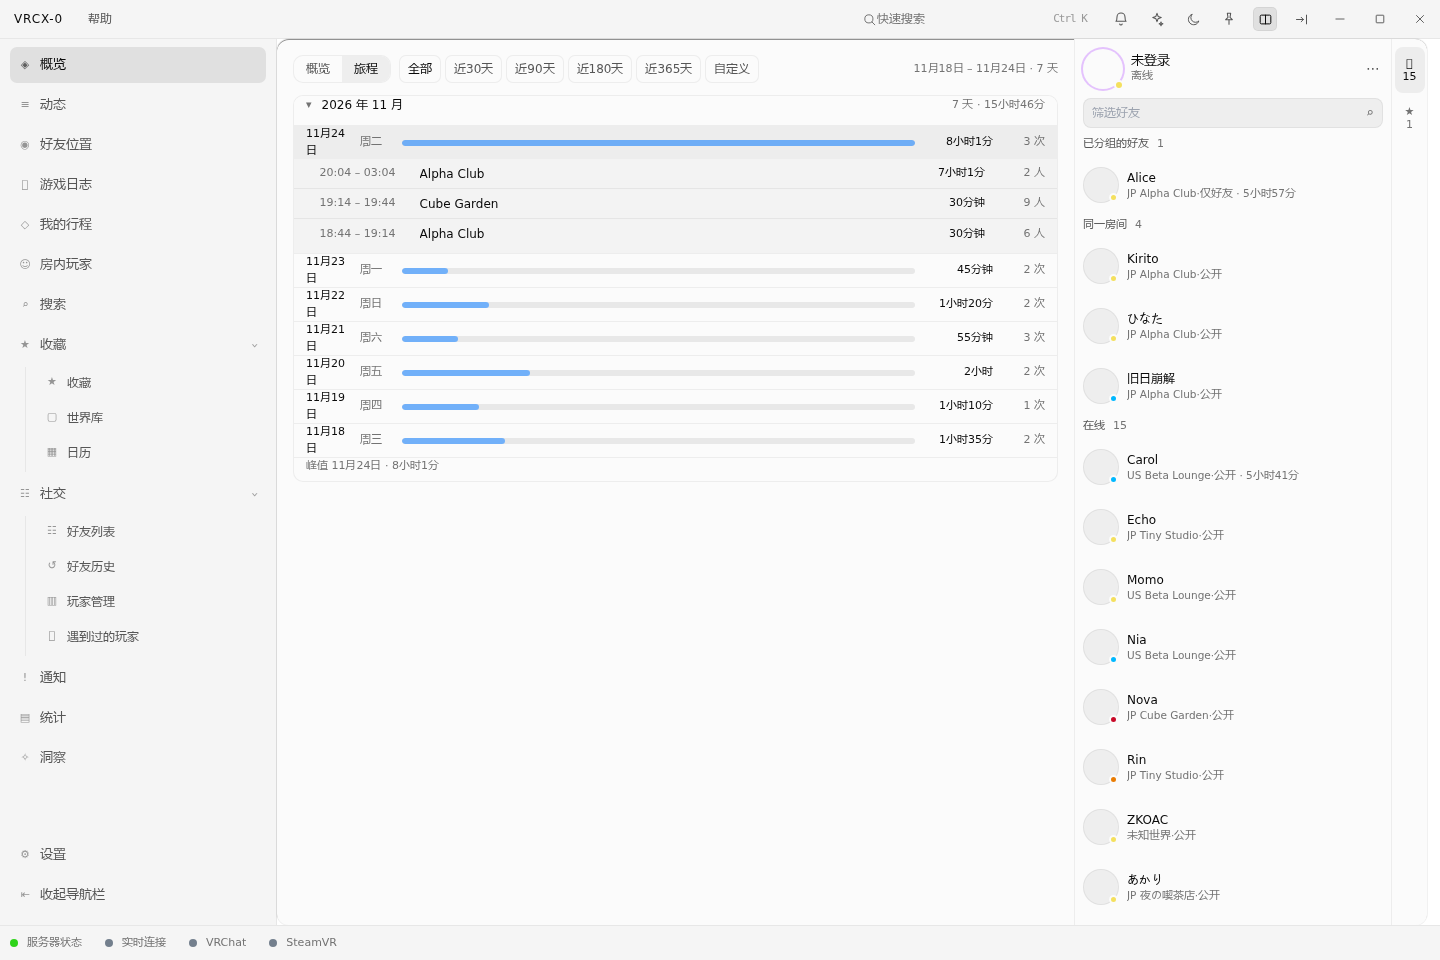 VRCX-0
帮助
快速搜索
Ctrl K
概览
动态
好友位置
游戏日志
我的行程
房内玩家
搜索
收藏
收藏
世界库
日历
社交
好友列表
好友历史
玩家管理
遇到过的玩家
通知
统计
洞察
设置
收起导航栏
概览 旅程 全部 近30天 近90天 近180天 近365天 自定义
11月18日 – 11月24日 · 7 天
2026 年 11 月
7 天 · 15小时46分
11月24日 周二 8小时1分 3 次
20:04 – 03:04 Alpha Club 7小时1分 2 人
19:14 – 19:44 Cube Garden 30分钟 9 人
18:44 – 19:14 Alpha Club 30分钟 6 人
11月23日 周一 45分钟 2 次
11月22日 周日 1小时20分 2 次
11月21日 周六 55分钟 3 次
11月20日 周五 2小时 2 次
11月19日 周四 1小时10分 1 次
11月18日 周三 1小时35分 2 次
峰值 11月24日 · 8小时1分
未登录
离线
筛选好友
已分组的好友 1
Alice
JP Alpha Club·仅好友 · 5小时57分
同一房间 4
Kirito
JP Alpha Club·公开
ひなた
JP Alpha Club·公开
旧日崩解
JP Alpha Club·公开
在线 15
Carol
US Beta Lounge·公开 · 5小时41分
Echo
JP Tiny Studio·公开
Momo
US Beta Lounge·公开
Nia
US Beta Lounge·公开
Nova
JP Cube Garden·公开
Rin
JP Tiny Studio·公开
ZKOAC
未知世界·公开
あかり
JP 夜の喫茶店·公开
15
1
服务器状态
实时连接
VRChat
SteamVR